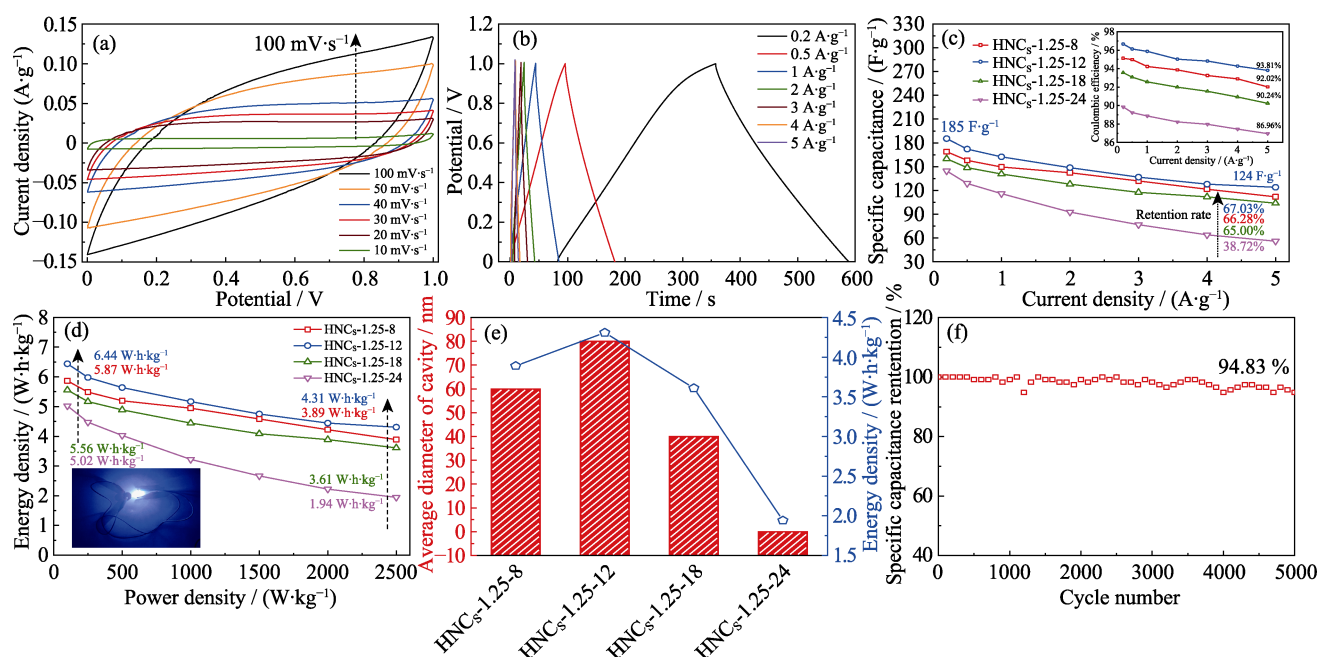 (a)
100 mV·s⁻¹
Curent density (A·g⁻¹)
0.15
0.10
0.05
0
−0.05
−0.10
−0.15
100 mV·s⁻¹
50 mV·s⁻¹
40 mV·s⁻¹
30 mV·s⁻¹
20 mV·s⁻¹
10 mV·s⁻¹
0 0.2 0.4 0.6 0.8 1.0
Potential / V
(b)
Potential / V
1.2
1.0
0.8
0.6
0.4
0.2
0
0.2 A·g⁻¹
0.5 A·g⁻¹
1 A·g⁻¹
2 A·g⁻¹
3 A·g⁻¹
4 A·g⁻¹
5 A·g⁻¹
0 100 200 300 400 500 600
Time / s
(c)
Specific capacitance / (F·g⁻¹)
330
300
270
240
210
180
150
120
90
60
30
HNCₛ-1.25-8
HNCₛ-1.25-12
HNCₛ-1.25-18
HNCₛ-1.25-24
Coulombic efficiency / %
98
96
94
92
90
88
86
93.81%
92.02%
90.24%
86.96%
0 1 2 3 4 5
Current density / (A·g⁻¹)
185 F·g⁻¹
124 F·g⁻¹
Retention rate
67.03%
66.28%
65.00%
38.72%
0 1 2 3 4 5
Current density / (A·g⁻¹)
(d)
Energy density / (W·h·kg⁻¹)
8
7
6
5
4
3
2
1
0
HNCₛ-1.25-8
HNCₛ-1.25-12
HNCₛ-1.25-18
HNCₛ-1.25-24
6.44 W·h·kg⁻¹
5.87 W·h·kg⁻¹
4.31 W·h·kg⁻¹
3.89 W·h·kg⁻¹
5.56 W·h·kg⁻¹
5.02 W·h·kg⁻¹
3.61 W·h·kg⁻¹
1.94 W·h·kg⁻¹
0 500 1000 1500 2000 2500
Power density / (W·kg⁻¹)
(e)
Average diameter of cavity / nm
90
80
70
60
50
40
30
20
10
0
−10
Energy density / (W·h·kg⁻¹)
4.5
4.0
3.5
3.0
2.5
2.0
1.5
HNCₛ-1.25-8
HNCₛ-1.25-12
HNCₛ-1.25-18
HNCₛ-1.25-24
(f)
Specific capacitance retention / %
120
100
80
60
40
94.83 %
0 1000 2000 3000 4000 5000
Cycle number